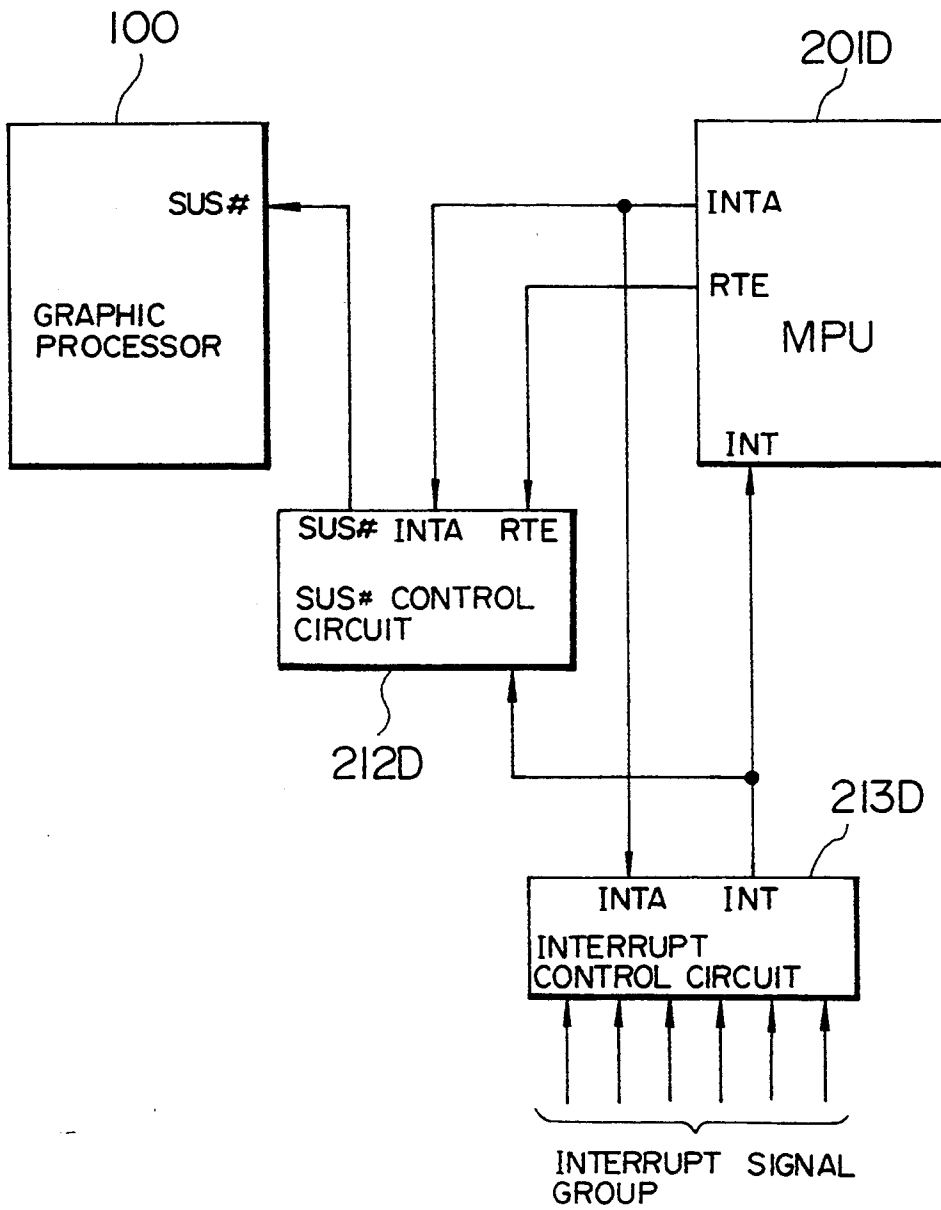 100
201D
SUS#
INTA
RTE
GRAPHIC
PROCESSOR
MPU
INT
SUS# INTA RTE
SUS# CONTROL
CIRCUIT
212D
213D
INTA INT
INTERRUPT
CONTROL CIRCUIT
INTERRUPT SIGNAL
GROUP